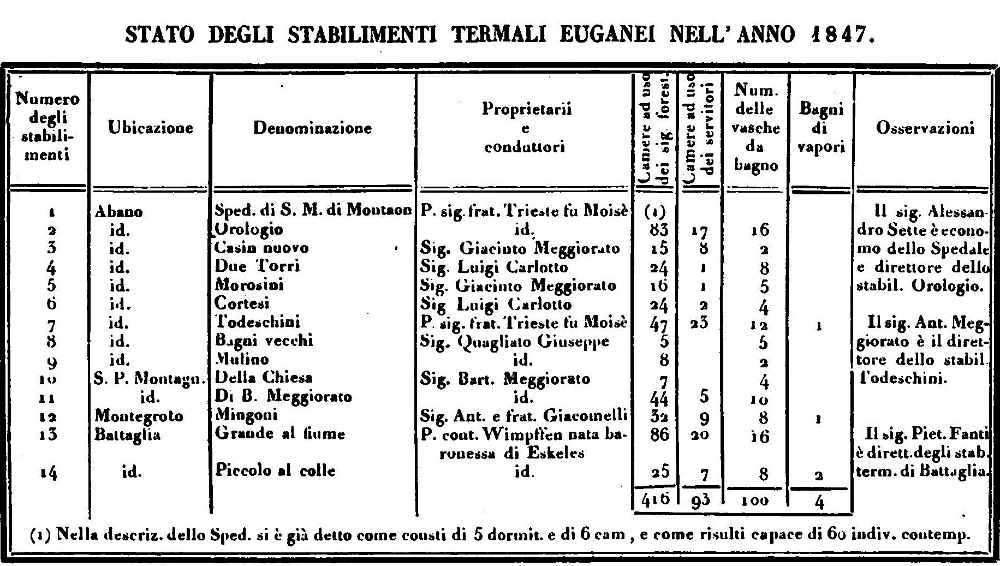 STATO DEGLI STABILIMENTI TERMALI EUGANEI NELL' ANNO 1847.
Numero degli stabili- menti | Ubicazione | Denominazione | Proprietarii e conduttori | Camere ad uso dei sig. forest. | Camere ad uso dei servitori | Num. delle vasche da bagno | Bagni di vapori | Osservazioni
1 Abano Sped. di S. M. di Montaon P. sig. frat. Trieste fu Moisè (1) Il sig. Alessan-
2 id. Orologio id. 83 17 16 dro Sette è econo-
3 id. Casin nuovo Sig. Giacinto Meggiorato 15 8 2 mo dello Spedale
4 id. Due Torri Sig. Luigi Carlotto 24 1 8 e direttore dello
5 id. Morosini Sig. Giacinto Meggiorato 16 1 5 stabil. Orologio.
6 id. Cortesi Sig Luigi Carlotto 24 2 4
7 id. Todeschini P. sig. frat. Trieste fu Moisè 47 23 12 1 Il sig. Ant. Meg-
8 id. Bagni vecchi Sig. Quagliato Giuseppe 5 5 giorato è il diret-
9 id. Mulino id. 8 2 tore dello stabil.
10 S. P. Montagn. Della Chiesa Sig. Bart. Meggiorato 7 4 Todeschini.
11 id. Di B. Meggiorato id. 44 5 10
12 Montegroto Mingoni Sig. Ant. e frat. Giacomelli 32 9 8 1
13 Battaglia Grande al fiume P. cont. Wimpffen nata ba- 86 20 16 Il sig. Piet. Fanti
ronessa di Eskeles è dirett. degli stab.
14 id. Piccolo al colle id. 25 7 8 2 term. di Battaglia.
416 93 100 4
(1) Nella descriz. dello Sped. si è già detto come consti di 5 dormit. e di 6 cam, e come risulti capace di 60 indiv. contemp.